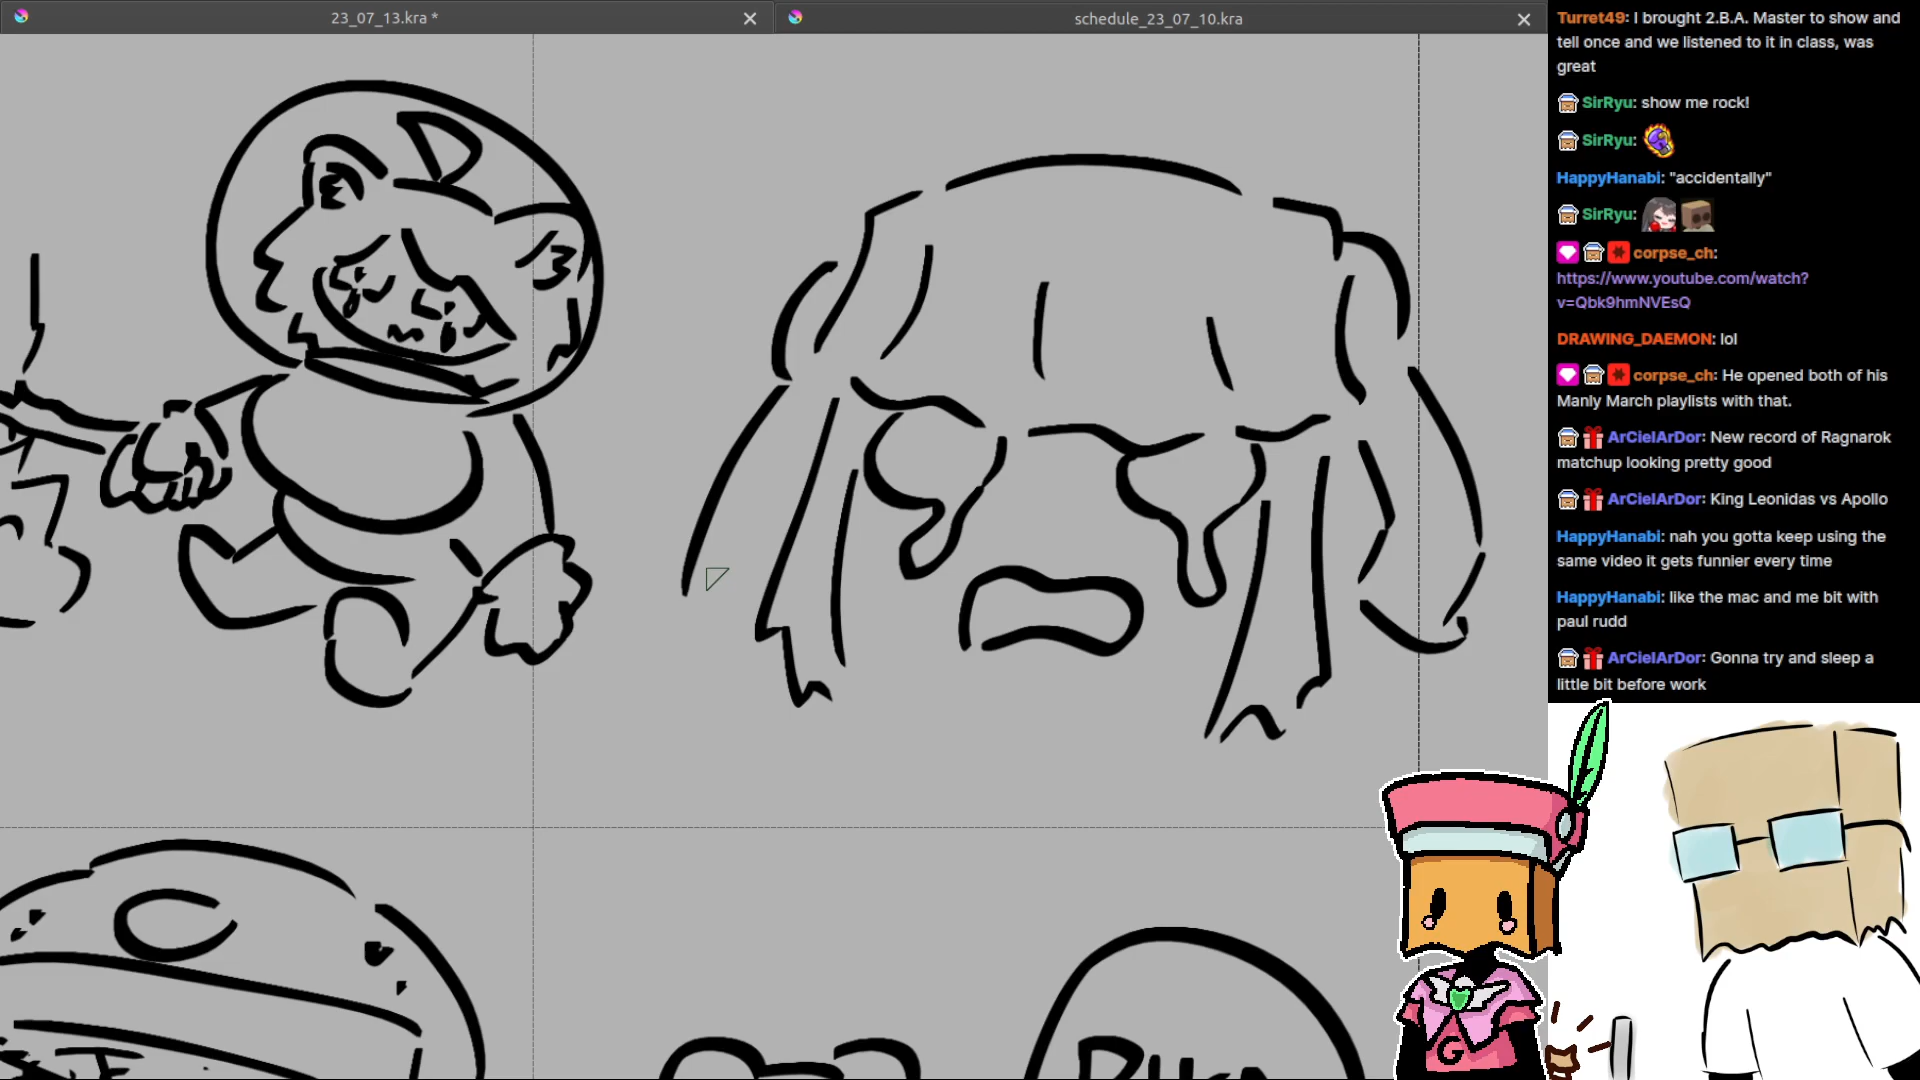 23_07_13.kra *
schedule_23_07_10.kra
Turret49: I brought 2.B.A. Master to show and
tell once and we listened to it in class, was
great
SirRyu: show me rock!
SirRyu:
HappyHanabi: "accidentally"
SirRyu:
corpse_ch:
https://www.youtube.com/watch?
v=Qbk9hmNVEsQ
DRAWING_DAEMON: lol
corpse_ch: He opened both of his
Manly March playlists with that.
ArCielArDor: New record of Ragnarok
matchup looking pretty good
ArCielArDor: King Leonidas vs Apollo
HappyHanabi: nah you gotta keep using the
same video it gets funnier every time
HappyHanabi: like the mac and me bit with
paul rudd
ArCielArDor: Gonna try and sleep a
little bit before work
G